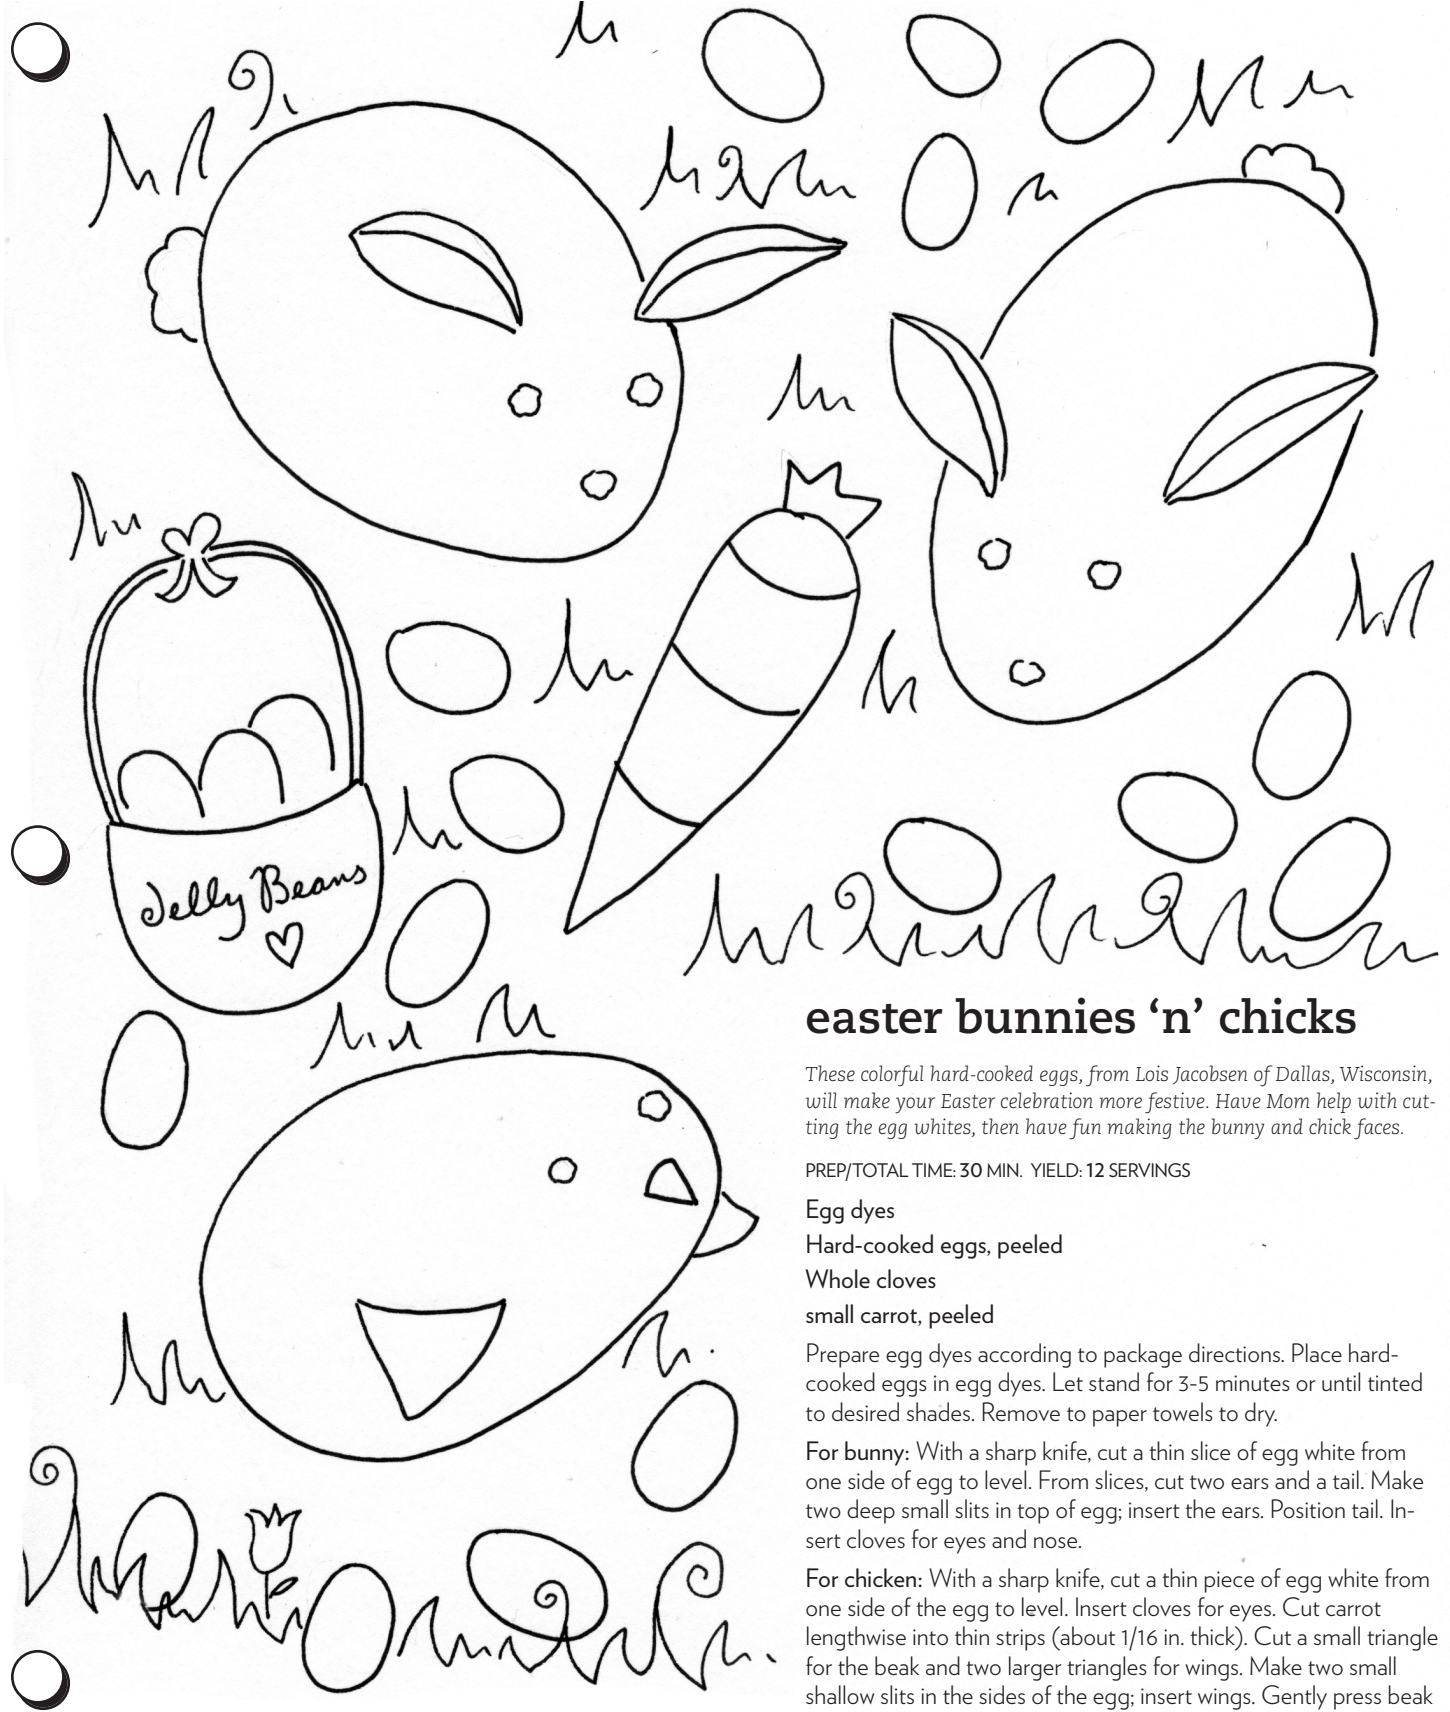 Jelly Beans
easter bunnies ‘n’ chicks
These colorful hard-cooked eggs, from Lois Jacobsen of Dallas, Wisconsin,
will make your Easter celebration more festive. Have Mom help with cut-
ting the egg whites, then have fun making the bunny and chick faces.
PREP/TOTAL TIME: 30 MIN. YIELD: 12 SERVINGS
Egg dyes
Hard-cooked eggs, peeled
Whole cloves
small carrot, peeled
Prepare egg dyes according to package directions. Place hard-
cooked eggs in egg dyes. Let stand for 3-5 minutes or until tinted
to desired shades. Remove to paper towels to dry.
For bunny: With a sharp knife, cut a thin slice of egg white from
one side of egg to level. From slices, cut two ears and a tail. Make
two deep small slits in top of egg; insert the ears. Position tail. In-
sert cloves for eyes and nose.
For chicken: With a sharp knife, cut a thin piece of egg white from
one side of the egg to level. Insert cloves for eyes. Cut carrot
lengthwise into thin strips (about 1/16 in. thick). Cut a small triangle
for the beak and two larger triangles for wings. Make two small
shallow slits in the sides of the egg; insert wings. Gently press beak